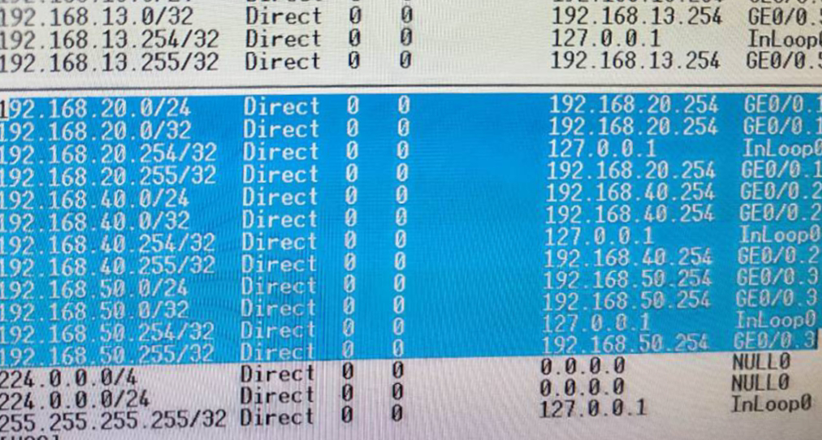 192.168.13.0/32 Direct 0 0 192.168.13.254 GE0/0.5
192.168.13.254/32 Direct 0 0 127.0.0.1 InLoop0
192.168.13.255/32 Direct 0 0 192.168.13.254 GE0/0.5
192.168.20.0/24 Direct 0 0 192.168.20.254 GE0/0.1
192.168.20.0/32 Direct 0 0 192.168.20.254 GE0/0.1
192.168.20.254/32 Direct 0 0 127.0.0.1 InLoop0
192.168.20.255/32 Direct 0 0 192.168.20.254 GE0/0.1
192.168.40.0/24 Direct 0 0 192.168.40.254 GE0/0.2
192.168.40.0/32 Direct 0 0 192.168.40.254 GE0/0.2
192.168.40.254/32 Direct 0 0 127.0.0.1 InLoop0
192.168.40.255/32 Direct 0 0 192.168.40.254 GE0/0.2
192.168.50.0/24 Direct 0 0 192.168.50.254 GE0/0.3
192.168.50.0/32 Direct 0 0 192.168.50.254 GE0/0.3
192.168.50.254/32 Direct 0 0 127.0.0.1 InLoop0
192.168.50.255/32 Direct 0 0 192.168.50.254 GE0/0.3
224.0.0.0/4 Direct 0 0 0.0.0.0 NULL0
224.0.0.0/24 Direct 0 0 0.0.0.0 NULL0
255.255.255.255/32 Direct 0 0 127.0.0.1 InLoop0